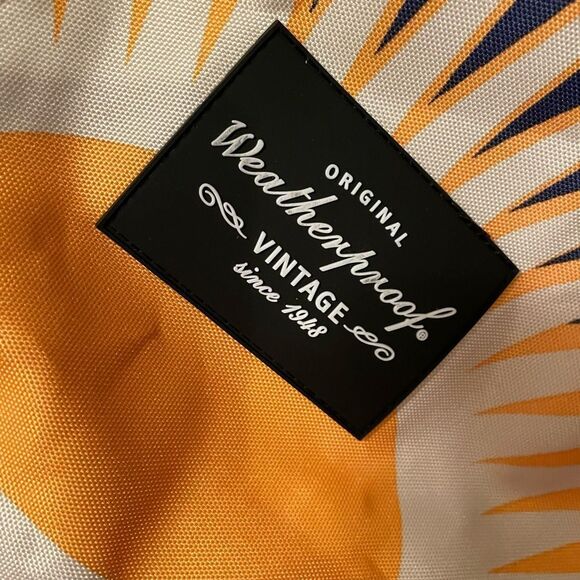 ORIGINAL
Weatherproof®
VINTAGE
since 1948